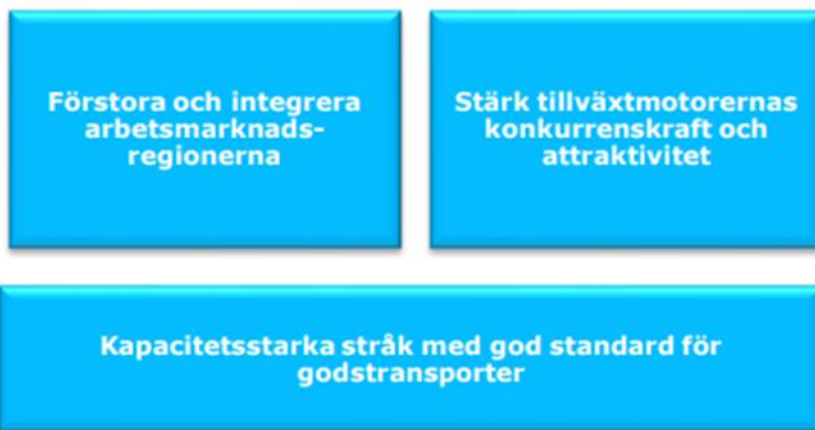 Förstora och integrera
arbetsmarknads-
regionerna
Stärk tillväxtmotorernas
konkurrenskraft och
attraktivitet
Kapacitetsstarka stråk med god standard för
godstransporter